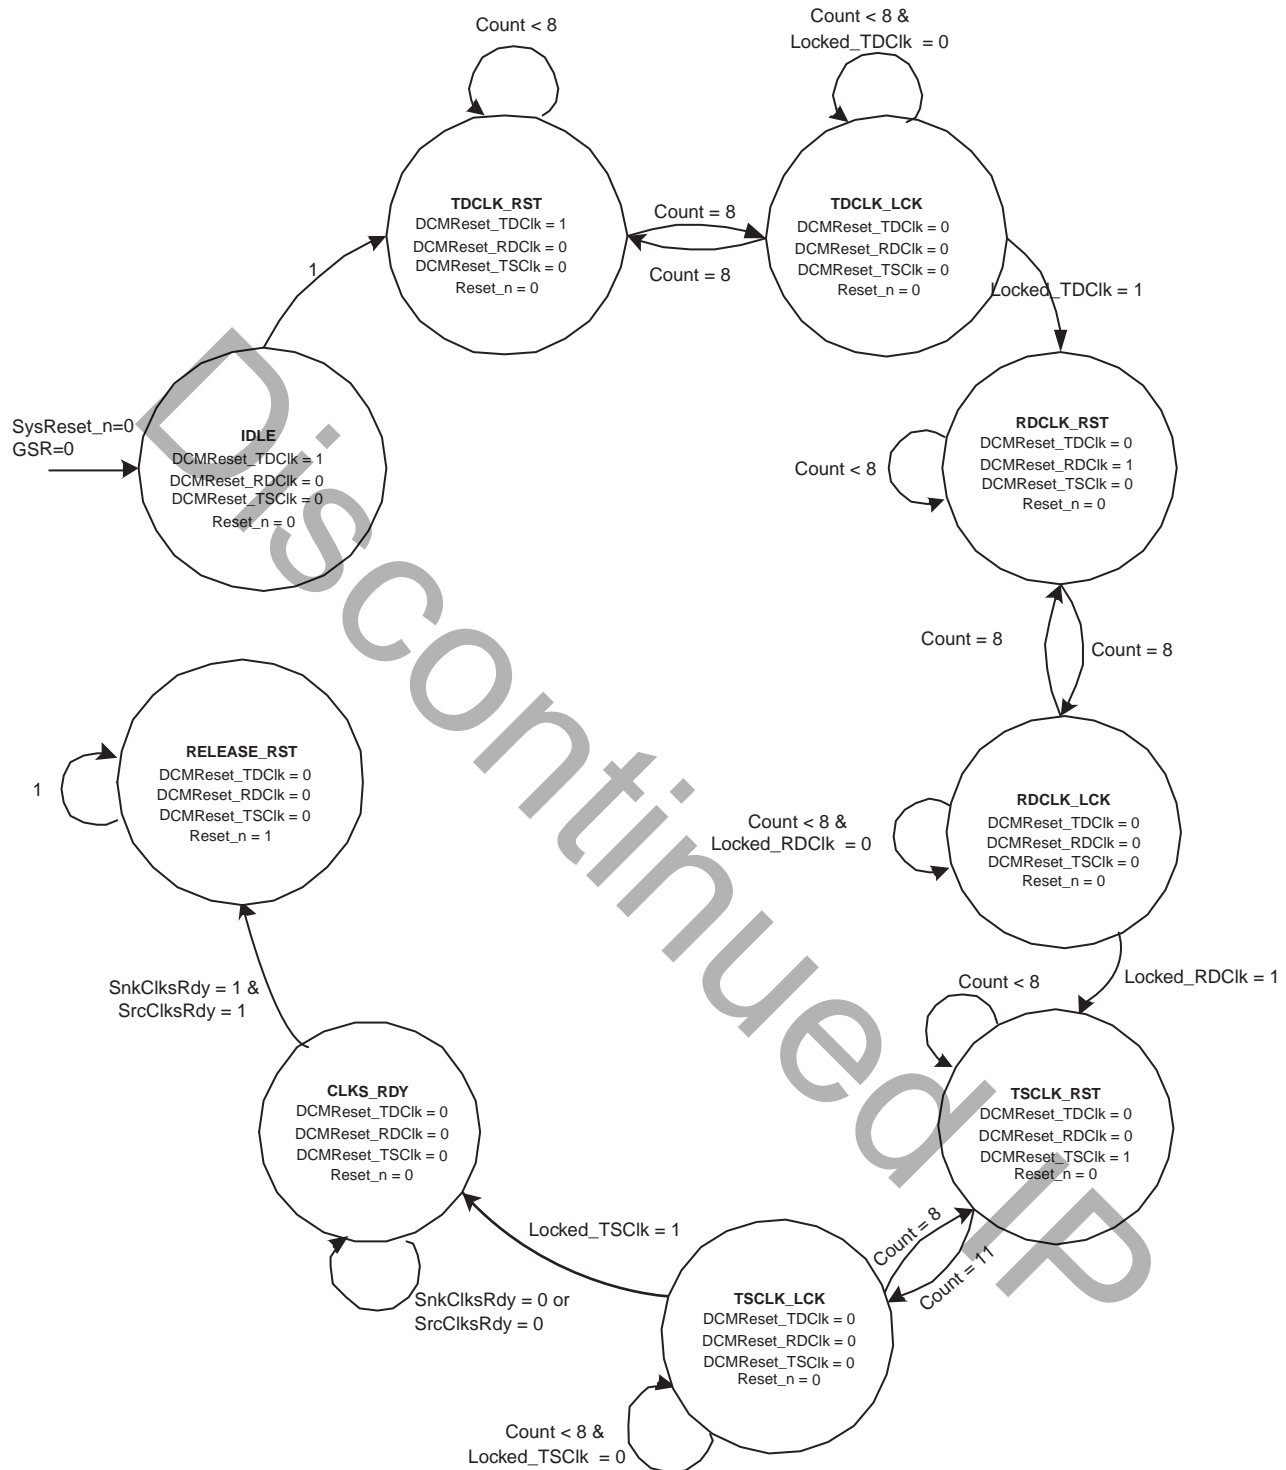 Count < 8
Count < 8 &
Locked_TDClk = 0
TDCLK_RST
DCMReset_TDClk = 1
DCMReset_RDClk = 0
DCMReset_TSClk = 0
Reset_n = 0
Count = 8
Count = 8
TDCLK_LCK
DCMReset_TDClk = 0
DCMReset_RDClk = 0
DCMReset_TSClk = 0
Reset_n = 0
1
Locked_TDClk = 1
SysReset_n=0
GSR=0
IDLE
DCMReset_TDClk = 1
DCMReset_RDClk = 0
DCMReset_TSClk = 0
Reset_n = 0
Count < 8
RDCLK_RST
DCMReset_TDClk = 0
DCMReset_RDClk = 1
DCMReset_TSClk = 0
Reset_n = 0
Count = 8
Count = 8
RELEASE_RST
DCMReset_TDClk = 0
DCMReset_RDClk = 0
DCMReset_TSClk = 0
Reset_n = 1
1
Count < 8 &
Locked_RDClk = 0
RDCLK_LCK
DCMReset_TDClk = 0
DCMReset_RDClk = 0
DCMReset_TSClk = 0
Reset_n = 0
SnkClksRdy = 1 &
SrcClksRdy = 1
Count < 8
Locked_RDClk = 1
CLKS_RDY
DCMReset_TDClk = 0
DCMReset_RDClk = 0
DCMReset_TSClk = 0
Reset_n = 0
TSCLK_RST
DCMReset_TDClk = 0
DCMReset_RDClk = 0
DCMReset_TSClk = 1
Reset_n = 0
Locked_TSClk = 1
Count = 8
Count = 11
SnkClksRdy = 0 or
SrcClksRdy = 0
TSCLK_LCK
DCMReset_TDClk = 0
DCMReset_RDClk = 0
DCMReset_TSClk = 0
Reset_n = 0
Count < 8 &
Locked_TSClk = 0
Discontinued IP